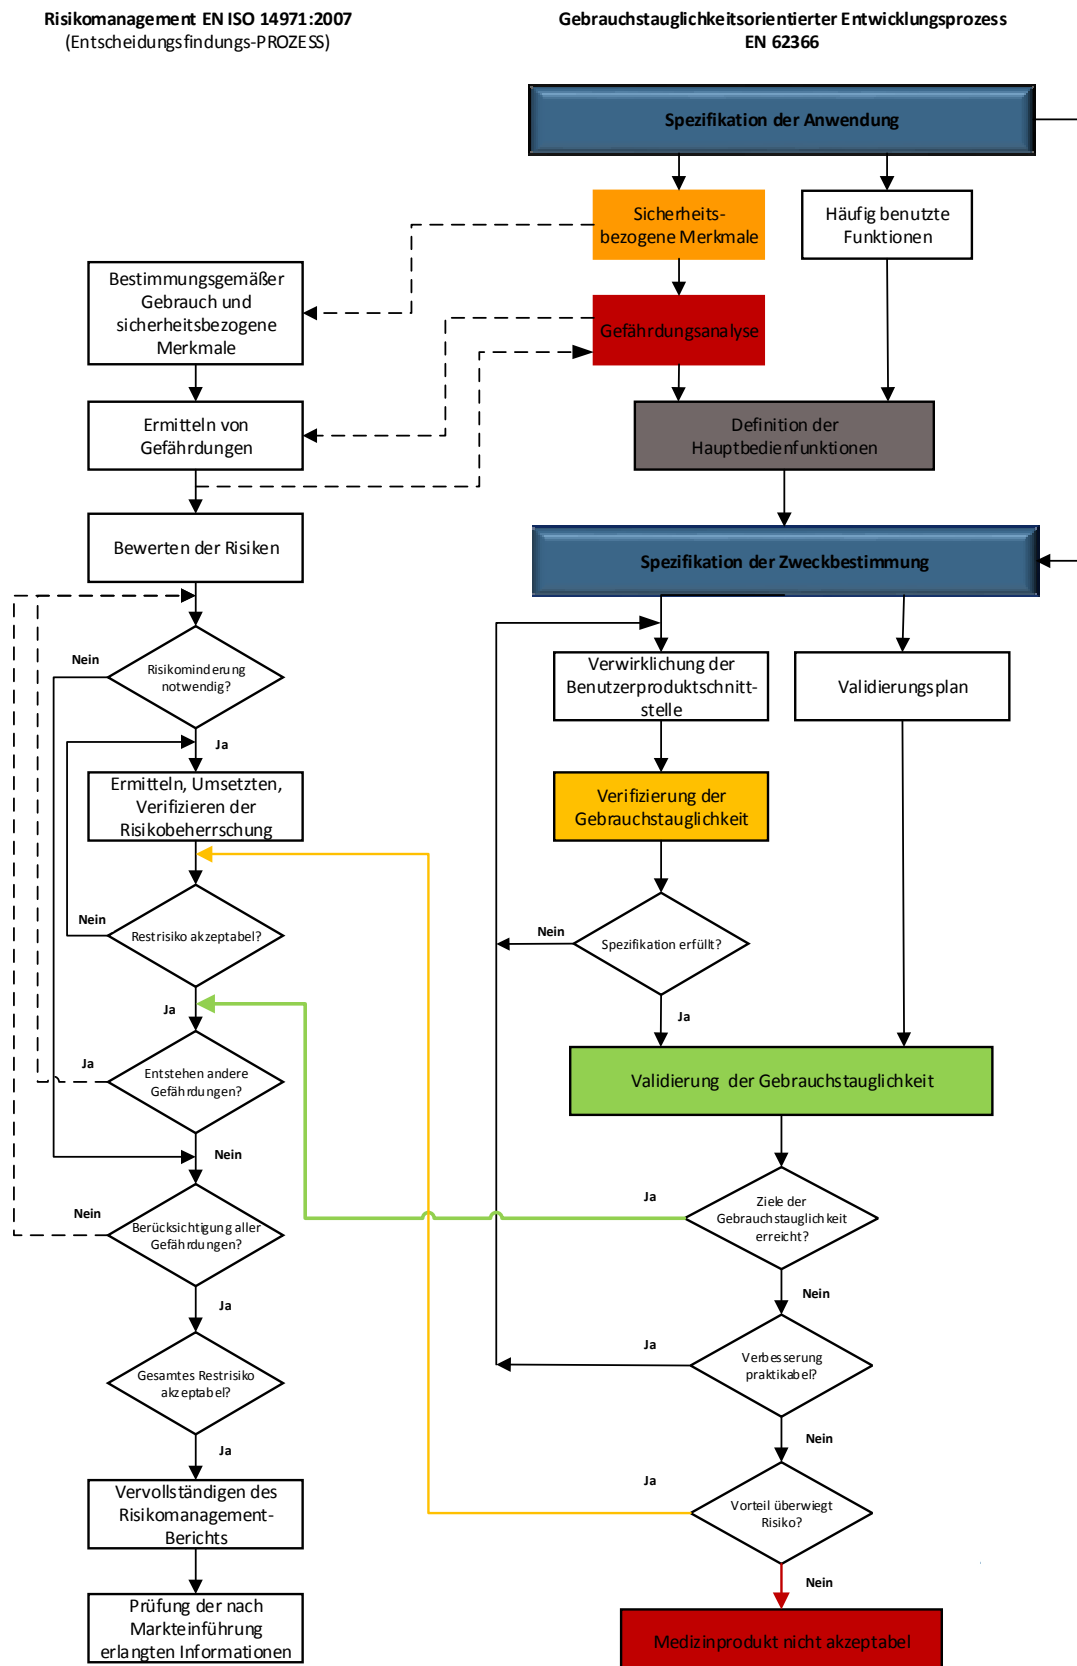 Risikomanagement EN ISO 14971:2007
(Entscheidungsfindungs-PROZESS)
Gebrauchstauglichkeitsorientierter Entwicklungsprozess
EN 62366
Spezifikation der Anwendung
Sicherheits-
bezogene Merkmale
Häufig benutzte
Funktionen
Bestimmungsgemäßer
Gebrauch und
sicherheitsbezogene
Merkmale
Gefährdungsanalyse
Ermitteln von
Gefährdungen
Definition der
Hauptbedienfunktionen
Bewerten der Risiken
Spezifikation der Zweckbestimmung
Nein
Risikominderung
notwendig?
Ja
Verwirklichung der
Benutzerproduktschnitt-
stelle
Validierungsplan
Ermitteln, Umsetzten,
Verifizieren der
Risikobeherrschung
Verifizierung der
Gebrauchstauglichkeit
Nein
Restrisiko akzeptabel?
Ja
Nein
Spezifikation erfüllt?
Ja
Ja
Entstehen andere
Gefährdungen?
Nein
Validierung der Gebrauchstauglichkeit
Nein
Berücksichtigung aller
Gefährdungen?
Ja
Ja
Ziele der
Gebrauchstauglichkeit
erreicht?
Nein
Gesamtes Restrisiko
akzeptabel?
Ja
Ja
Verbesserung
praktikabel?
Nein
Vervollständigen des
Risikomanagement-
Berichts
Ja
Vorteil überwiegt
Risiko?
Nein
Prüfung der nach
Markteinführung
erlangten Informationen
Medizinprodukt nicht akzeptabel